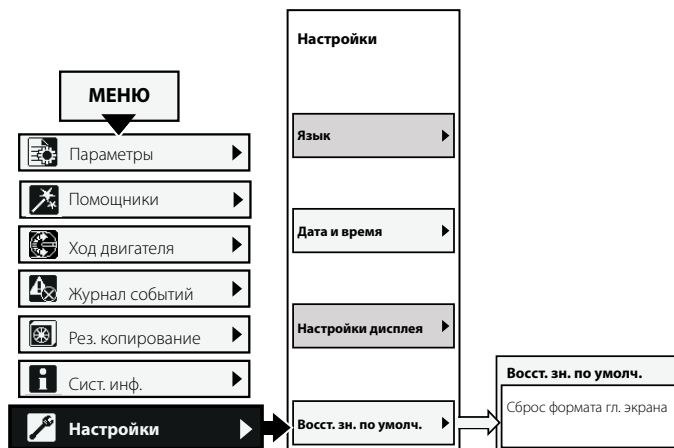 МЕНЮ
Параметры
Помощники
Ход двигателя
Журнал событий
Рез. копирование
Сист. инф.
Настройки
Настройки
Язык
Дата и время
Настройки дисплея
Восст. зн. по умолч.
Восст. зн. по умолч.
Сброс формата гл. экрана